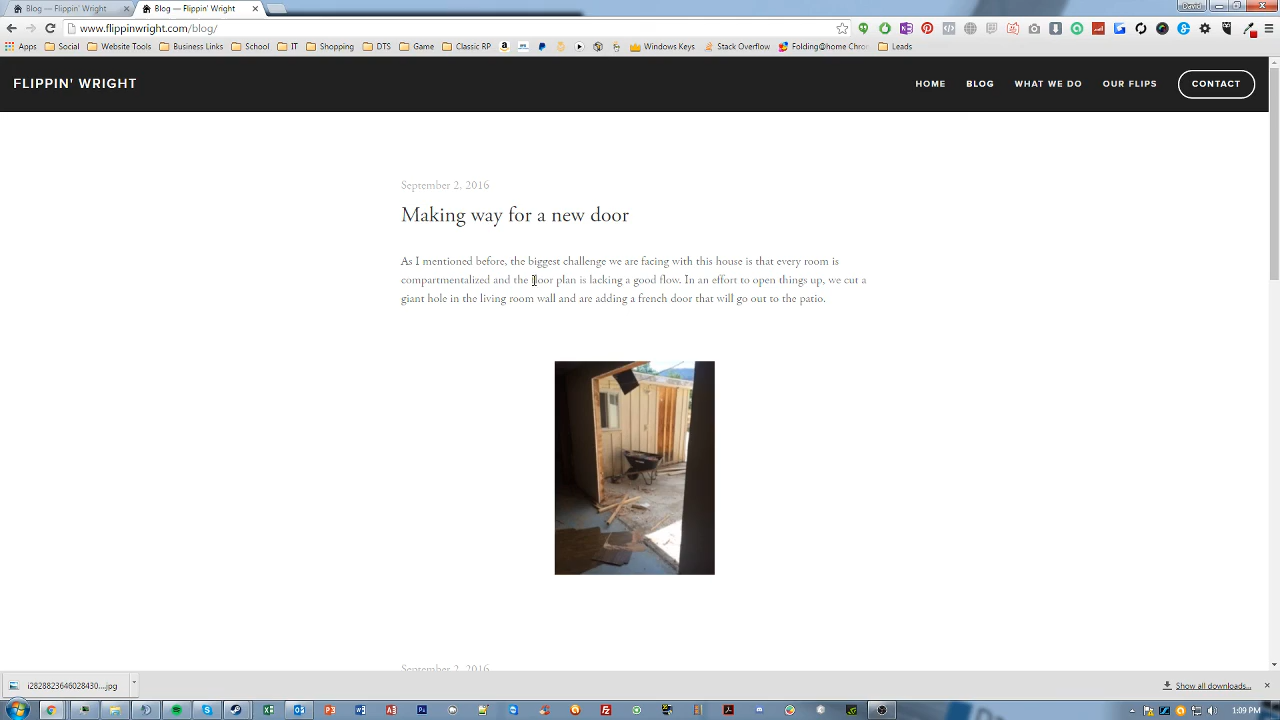 Blog — Flippin' Wright
Blog — Flippin' Wright
David
www.flippinwright.com/blog/
Apps
Social
Website Tools
Business Links
School
IT
Shopping
DTS
Game
Classic RP
Windows Keys
Stack Overflow
Folding@home Chro
Leads
FLIPPIN' WRIGHT
HOME
BLOG
WHAT WE DO
OUR FLIPS
CONTACT
September 2, 2016
Making way for a new door
As I mentioned before, the biggest challenge we are facing with this house is that every room is
compartmentalized and the floor plan is lacking a good flow. In an effort to open things up, we cut a
giant hole in the living room wall and are adding a french door that will go out to the patio.
September 2, 2016
i2828823646028430....jpg
Show all downloads...
1:09 PM